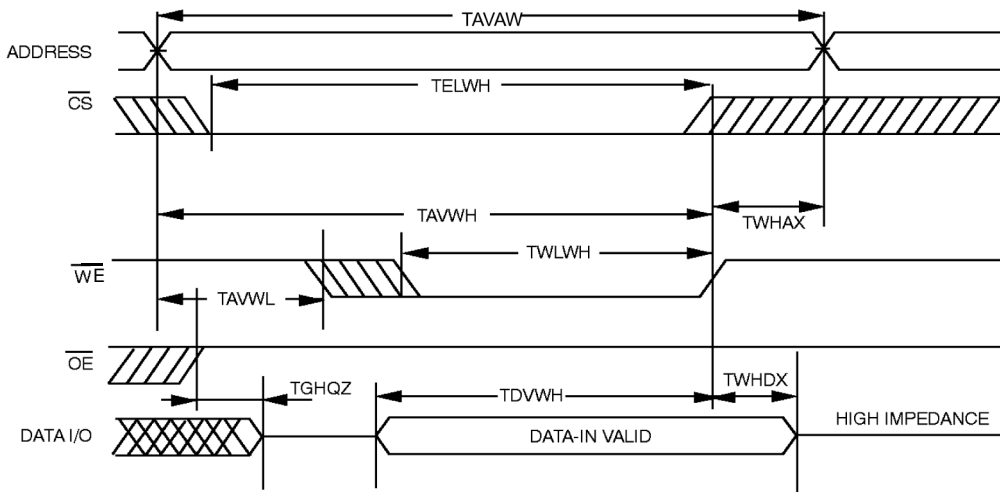 TAVAW
ADDRESS
TELWH
CS
TAVWH
TWHAX
TWLWH
WE
TAVWL
OE
TGHQZ
TDVWH
TWHDX
DATA I/O
DATA-IN VALID
HIGH IMPEDANCE